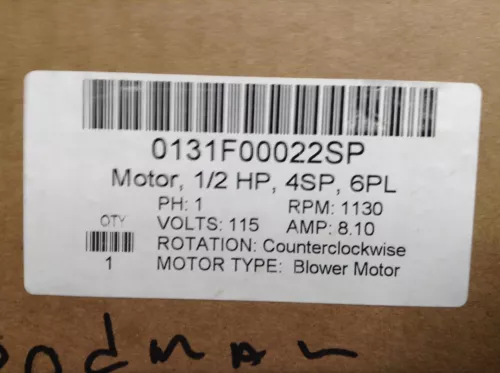 0131F00022SP
Motor, 1/2 HP, 4SP, 6PL
PH: 1 RPM: 1130
QTY VOLTS: 115 AMP: 8.10
ROTATION: Counterclockwise
1 MOTOR TYPE: Blower Motor